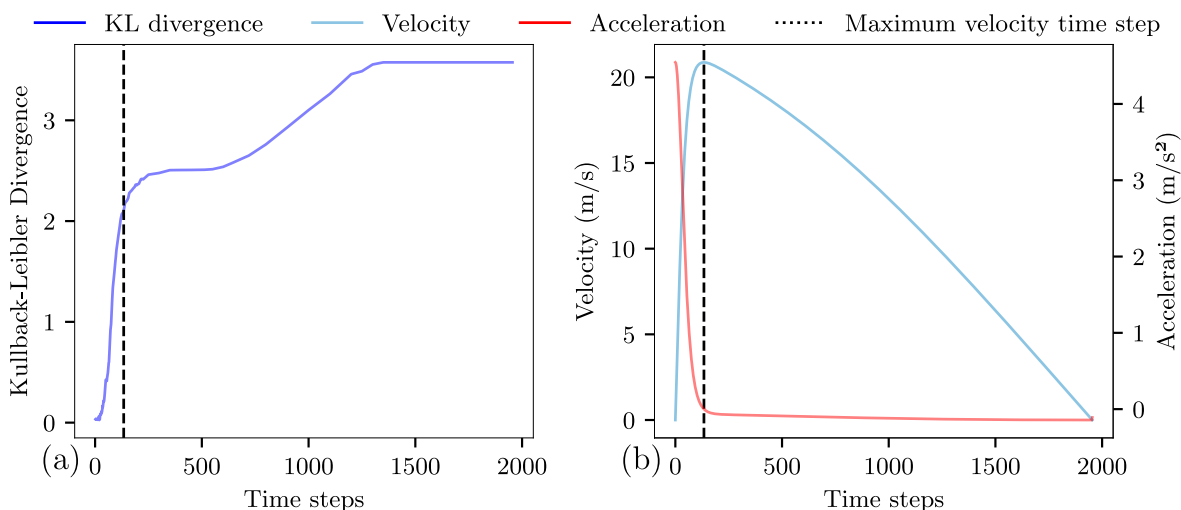 KL divergence Velocity Acceleration Maximum velocity time step
Kullback-Leibler Divergence
3
2
1
0
0 500 1000 1500 2000
(a)
Time steps
Velocity (m/s)
20
15
10
5
0
0 500 1000 1500 2000
(b)
Time steps
4
3
2
1
0
Acceleration (m/s²)